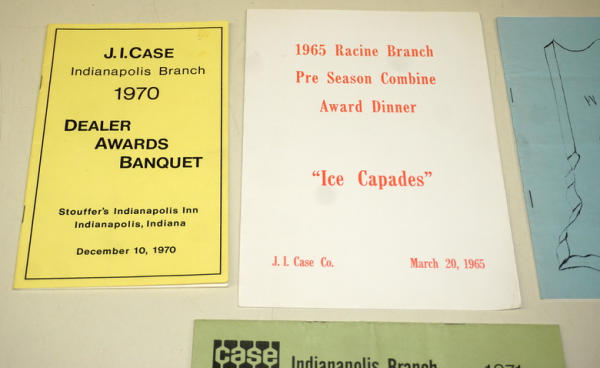 J.I.CASE
Indianapolis Branch
1970
DEALER
AWARDS
BANQUET
Stouffer's Indianapolis Inn
Indianapolis, Indiana
December 10, 1970
1965 Racine Branch
Pre Season Combine
Award Dinner
"Ice Capades"
J. I. Case Co.
March 20, 1965
W
case
Indianapolis Branch
1971